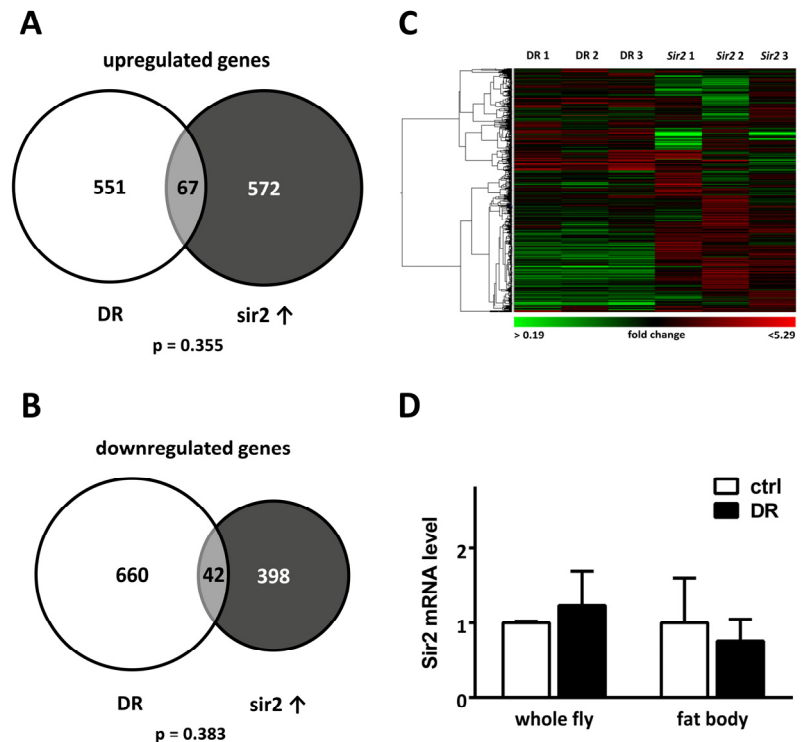 A
upregulated genes
551
67
572
DR
sir2 ↑
p = 0.355
B
downregulated genes
660
42
398
DR
sir2 ↑
p = 0.383
C
DR 1 DR 2 DR 3 Sir2 1 Sir2 2 Sir2 3
> 0.19 fold change <5.29
D
ctrl
DR
Sir2 mRNA level
2
1
0
whole fly fat body